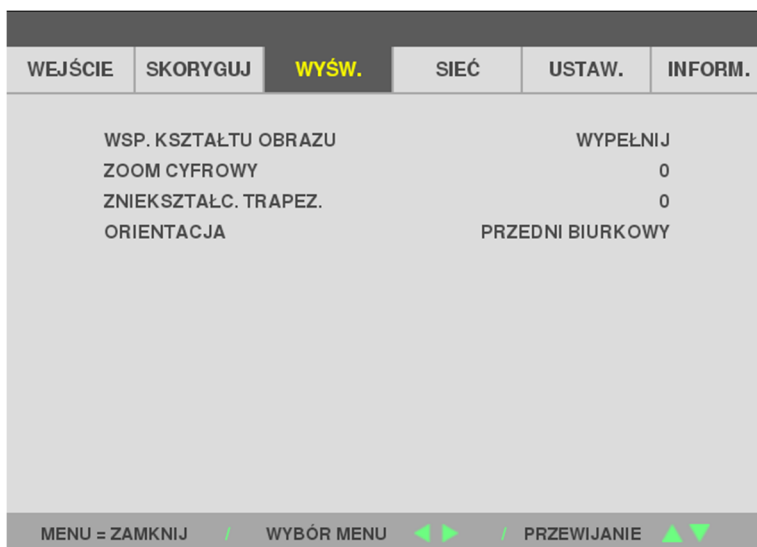 WEJŚCIE SKORYGUJ WYŚW. SIEĆ USTAW. INFORM.
WSP. KSZTAŁTU OBRAZU WYPEŁNIJ
ZOOM CYFROWY 0
ZNIEKSZTAŁC. TRAPEZ. 0
ORIENTACJA PRZEDNI BIURKOWY
MENU = ZAMKNIJ / WYBÓR MENU ◀ ▶ / PRZEWIJANIE ▲ ▼